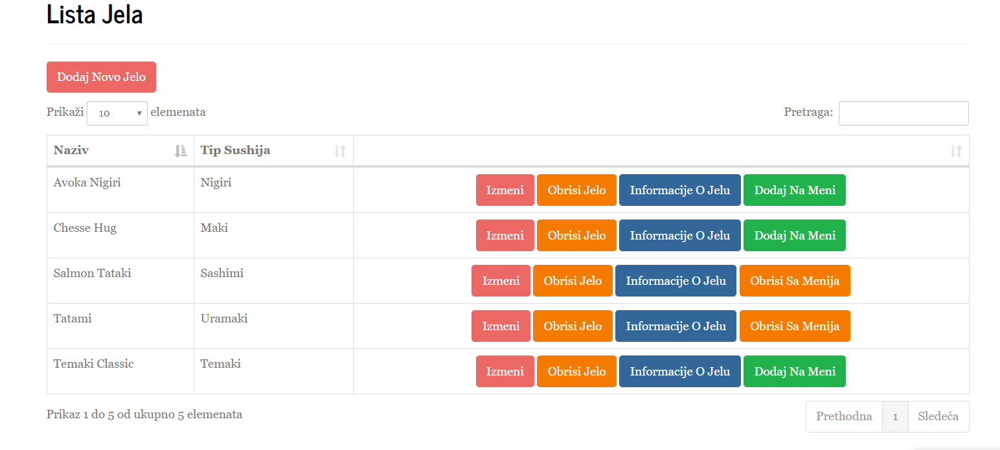 Lista Jela
Dodaj Novo Jelo
Prikaži 10 elemenata Pretraga:
Naziv Tip Sushija
Avoka Nigiri Nigiri Izmeni Obrisi Jelo Informacije O Jelu Dodaj Na Meni
Chesse Hug Maki Izmeni Obrisi Jelo Informacije O Jelu Dodaj Na Meni
Salmon Tataki Sashimi Izmeni Obrisi Jelo Informacije O Jelu Obrisi Sa Menija
Tatami Uramaki Izmeni Obrisi Jelo Informacije O Jelu Obrisi Sa Menija
Temaki Classic Temaki Izmeni Obrisi Jelo Informacije O Jelu Dodaj Na Meni
Prikaz 1 do 5 od ukupno 5 elemenata Prethodna 1 Sledeća